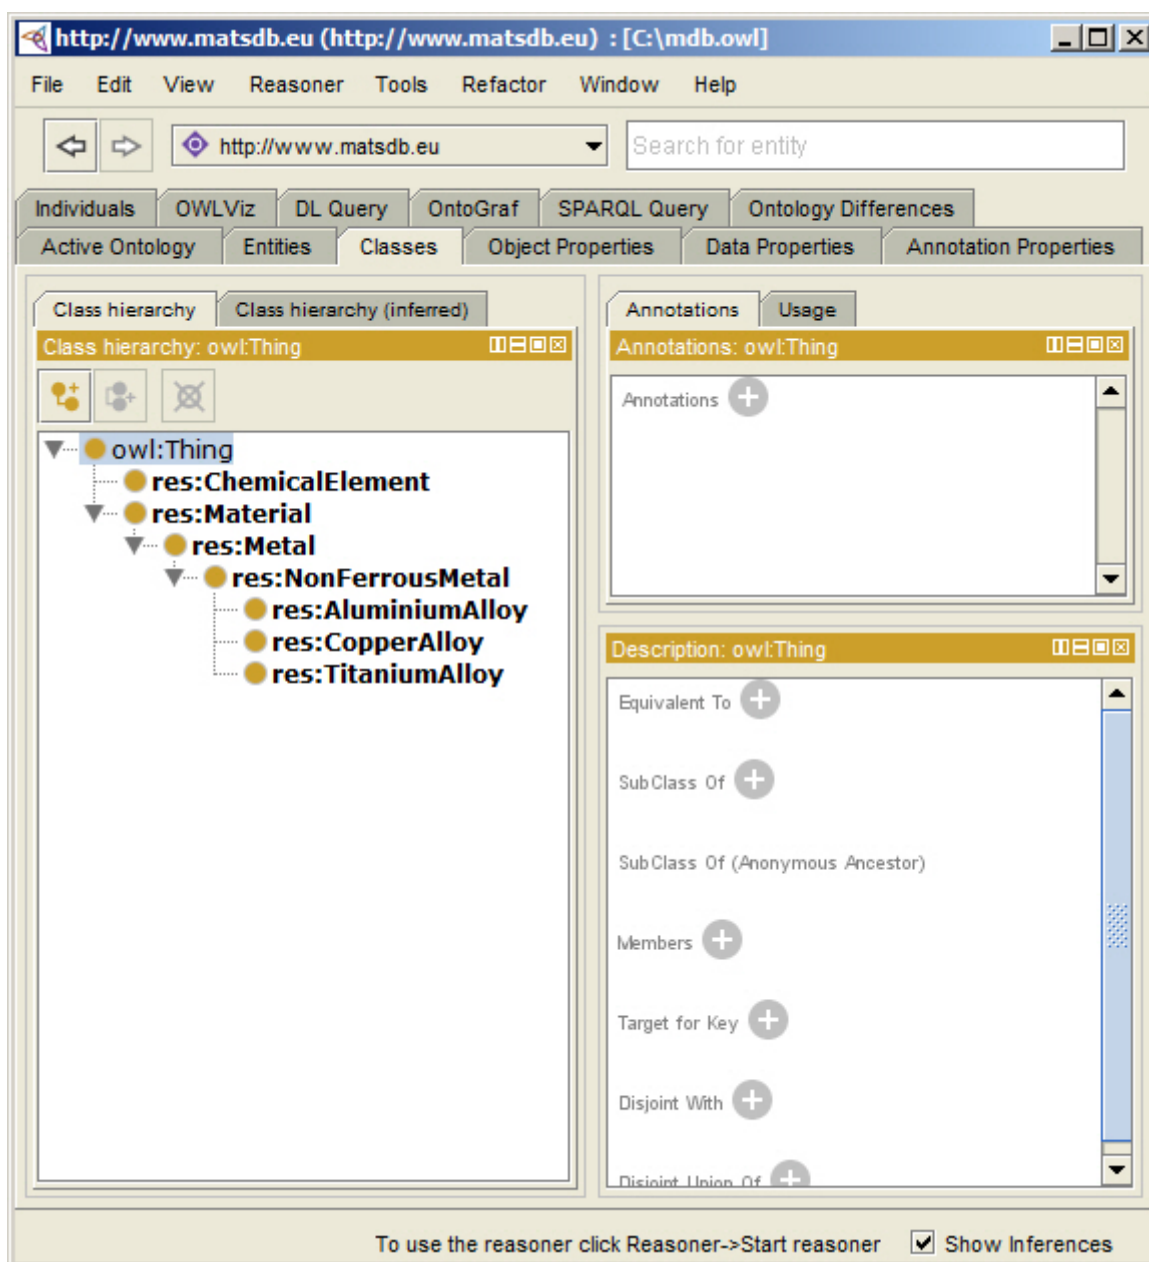 http://www.matsdb.eu (http://www.matsdb.eu) : [C:\mdb.owl]
File Edit View Reasoner Tools Refactor Window Help
http://www.matsdb.eu Search for entity
Individuals OWLViz DL Query OntoGraf SPARQL Query Ontology Differences
Active Ontology Entities Classes Object Properties Data Properties Annotation Properties
Class hierarchy Class hierarchy (inferred)
Class hierarchy: owl:Thing
owl:Thing
res:ChemicalElement
res:Material
res:Metal
res:NonFerrousMetal
res:AluminiumAlloy
res:CopperAlloy
res:TitaniumAlloy
Annotations Usage
Annotations: owl:Thing
Annotations
Description: owl:Thing
Equivalent To
SubClass Of
SubClass Of (Anonymous Ancestor)
Members
Target for Key
Disjoint With
Disjoint Union Of
To use the reasoner click Reasoner->Start reasoner Show Inferences